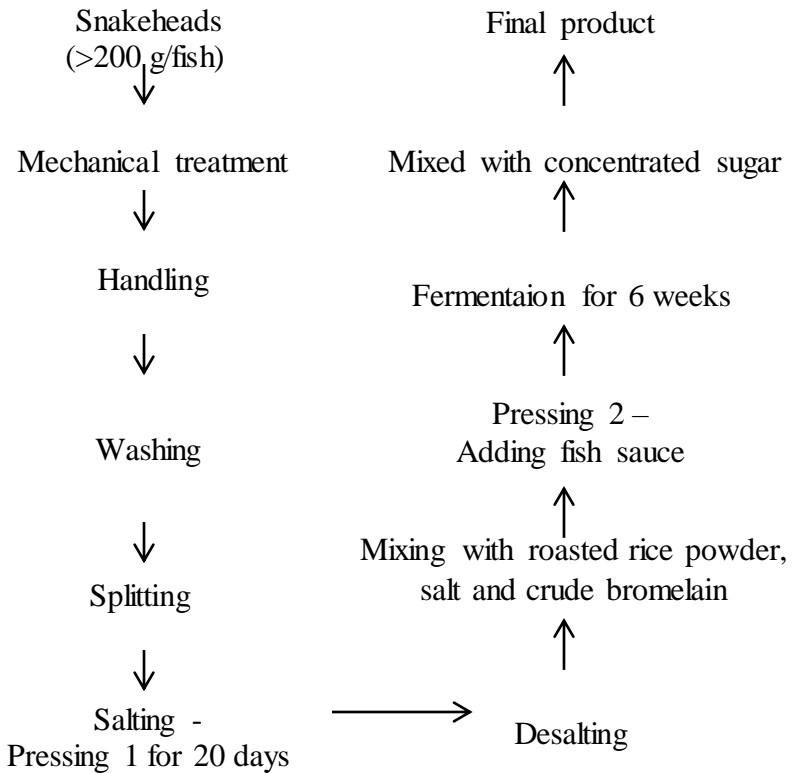 Snakeheads
(>200 g/fish)
Mechanical treatment
Handling
Washing
Splitting
Salting -
Pressing 1 for 20 days
Desalting
Mixing with roasted rice powder,
salt and crude bromelain
Pressing 2 –
Adding fish sauce
Fermentaion for 6 weeks
Mixed with concentrated sugar
Final product